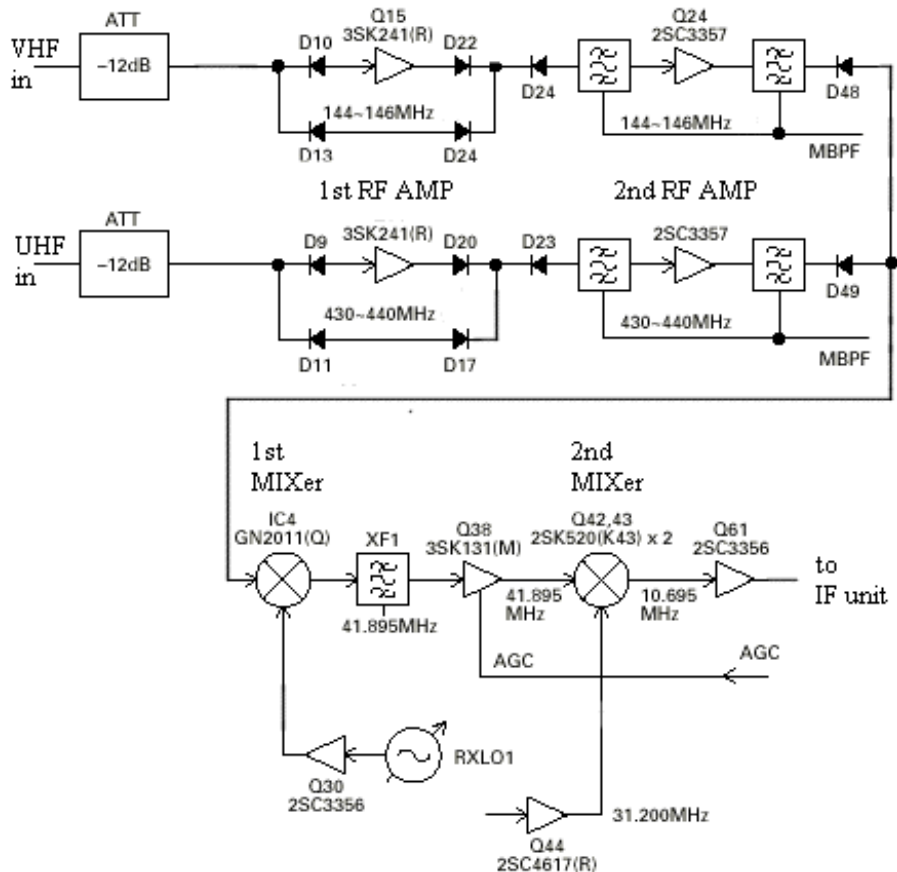 ATT
Q15
3SK241(R)
Q24
2SC3357
VHF
in
-12dB
D10
D22
D24
D48
144~146MHz
144~146MHz
D13
D24
MBPF
1st RF AMP
2nd RF AMP
ATT
3SK241(R)
2SC3357
UHF
in
-12dB
D9
D20
D23
D49
430~440MHz
430~440MHz
D11
D17
MBPF
1st
MIXer
2nd
MIXer
IC4
GN2011(Q)
XF1
Q38
3SK131(M)
Q42,43
2SK520(K43) x 2
Q61
2SC3356
to
IF unit
41.895MHz
41.895
MHz
10.695
MHz
AGC
AGC
RXLO1
Q30
2SC3356
31.200MHz
Q44
2SC4617(R)